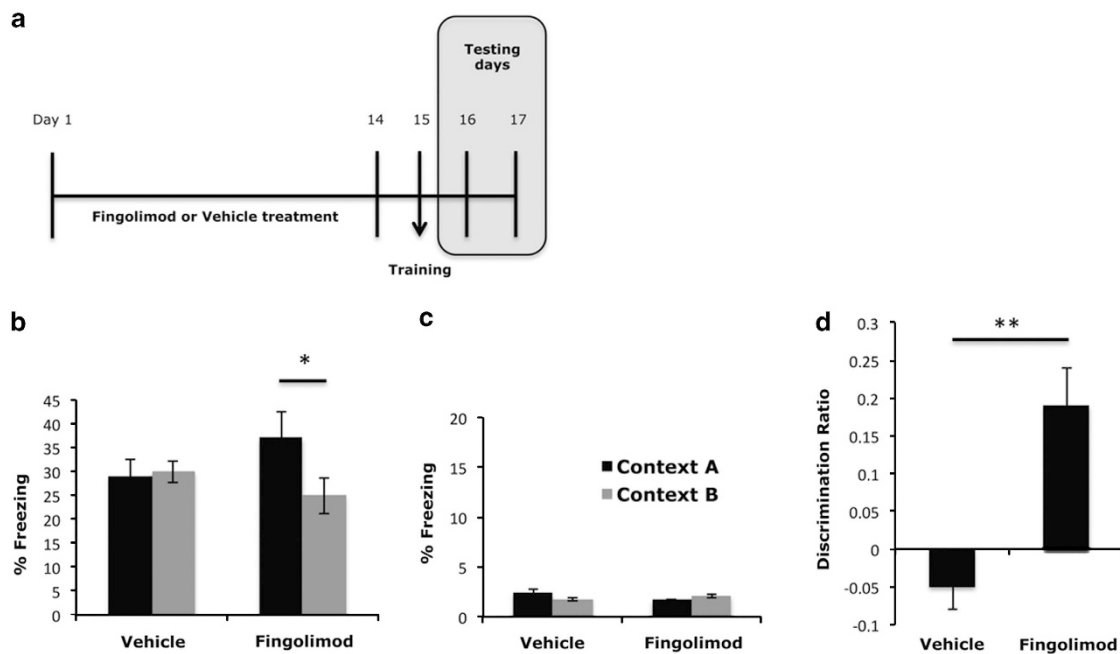 a
Testing
days
Day 1
14
15
16
17
Fingolimod or Vehicle treatment
Training
b
*
% Freezing
45
40
35
30
25
20
15
10
5
0
Vehicle
Fingolimod
c
% Freezing
20
15
10
5
0
Context A
Context B
Vehicle
Fingolimod
d
**
Discrimination Ratio
0.3
0.25
0.2
0.15
0.1
0.05
0
-0.05
-0.1
Vehicle
Fingolimod